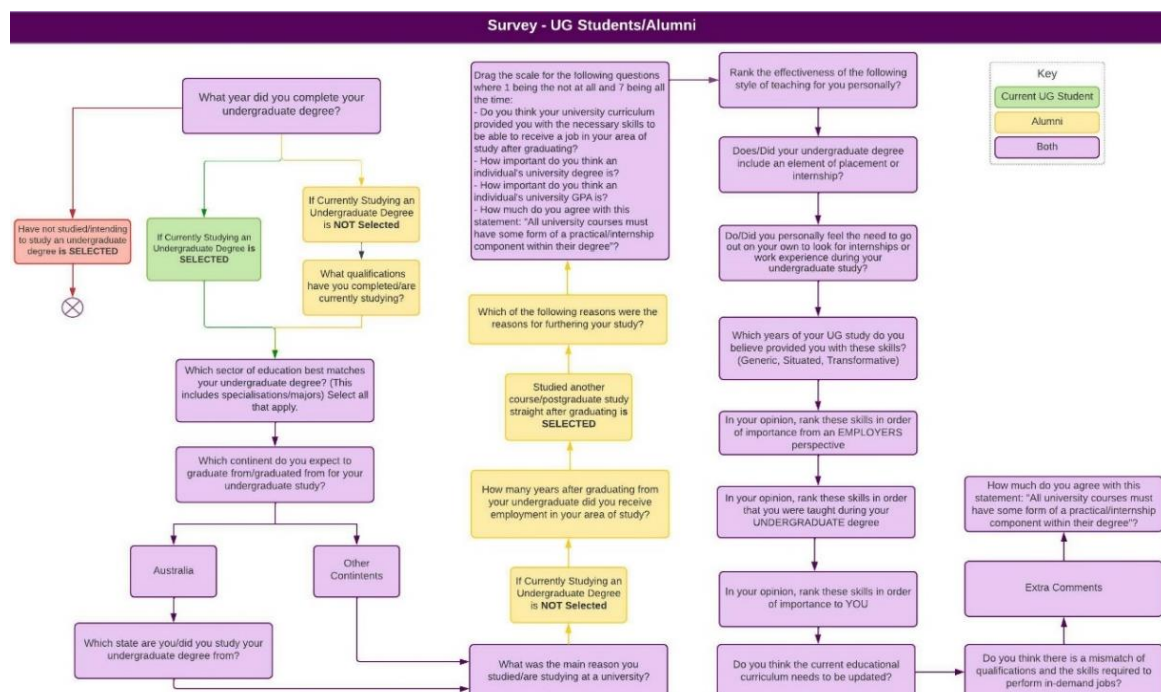 Survey - UG Students/Alumni
What year did you complete your
undergraduate degree?
Have not studied/intending
to study an undergraduate
degree is SELECTED
If Currently Studying an
Undergraduate Degree is
SELECTED
If Currently Studying an
Undergraduate Degree
is NOT Selected
What qualifications
have you completed/are
currently studying?
Which sector of education best matches
your undergraduate degree? (This
includes specialisations/majors) Select all
that apply.
Which continent do you expect to
graduate from/graduated from for your
undergraduate study?
Australia
Other
Contintents
Which state are you/did you study your
undergraduate degree from?
What was the main reason you
studied/are studying at a university?
If Currently Studying an
Undergraduate Degree
is NOT Selected
How many years after graduating from
your undergraduate did you receive
employment in your area of study?
Studied another
course/postgraduate study
straight after graduating is
SELECTED
Which of the following reasons were the
reasons for furthering your study?
Drag the scale for the following questions
where 1 being the not at all and 7 being all
the time:
- Do you think your university curriculum
provided you with the necessary skills to
be able to receive a job in your area of
study after graduating?
- How important do you think an
individual's university degree is?
- How important do you think an
individual's university GPA is?
- How much do you agree with this
statement: "All university courses must
have some form of a practical/internship
component within their degree"?
Rank the effectiveness of the following
style of teaching for you personally?
Does/Did your undergraduate degree
include an element of placement or
internship?
Do/Did you personally feel the need to go
out on your own to look for internships or
work experience during your
undergraduate study?
Which years of your UG study do you
believe provided you with these skills?
(Generic, Situated, Transformative)
In your opinion, rank these skills in order
of importance from an EMPLOYERS
perspective
In your opinion, rank these skills in order
that you were taught during your
UNDERGRADUATE degree
In your opinion, rank these skills in order
of importance to YOU
Do you think the current educational
curriculum needs to be updated?
Do you think there is a mismatch of
qualifications and the skills required to
perform in-demand jobs?
Extra Comments
How much do you agree with this
statement: "All university courses must
have some form of a practical/internship
component within their degree"?
Key
Current UG Student
Alumni
Both